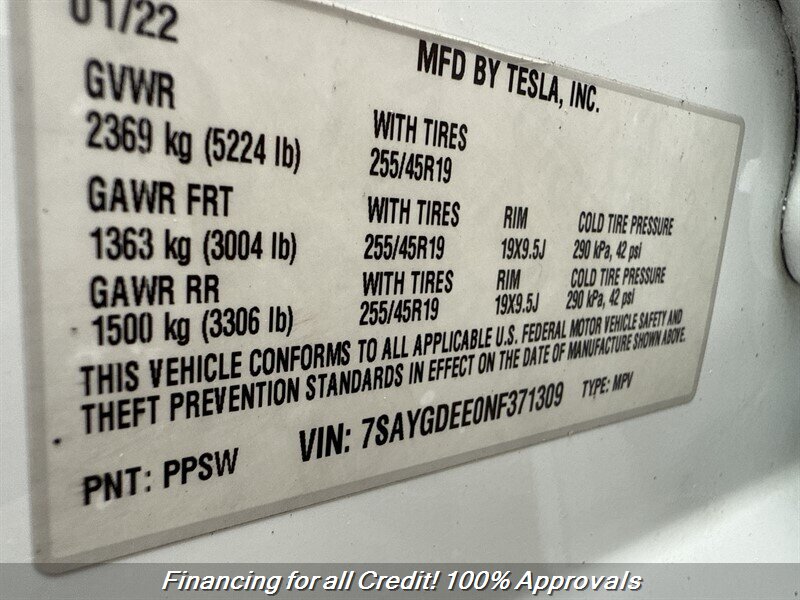 01/22
MFD BY TESLA, INC.
GVWR
2369 kg (5224 lb)
WITH TIRES
255/45R19
GAWR FRT
1363 kg (3004 lb)
WITH TIRES
255/45R19
RIM
19X9.5J
COLD TIRE PRESSURE
290 kPa, 42 psi
GAWR RR
1500 kg (3306 lb)
WITH TIRES
255/45R19
RIM
19X9.5J
COLD TIRE PRESSURE
290 kPa, 42 psi
THIS VEHICLE CONFORMS TO ALL APPLICABLE U.S. FEDERAL MOTOR VEHICLE SAFETY AND
THEFT PREVENTION STANDARDS IN EFFECT ON THE DATE OF MANUFACTURE SHOWN ABOVE.
PNT: PPSW VIN: 7SAYGDEE0NF371309 TYPE: MPV
Financing for all Credit! 100% Approvals